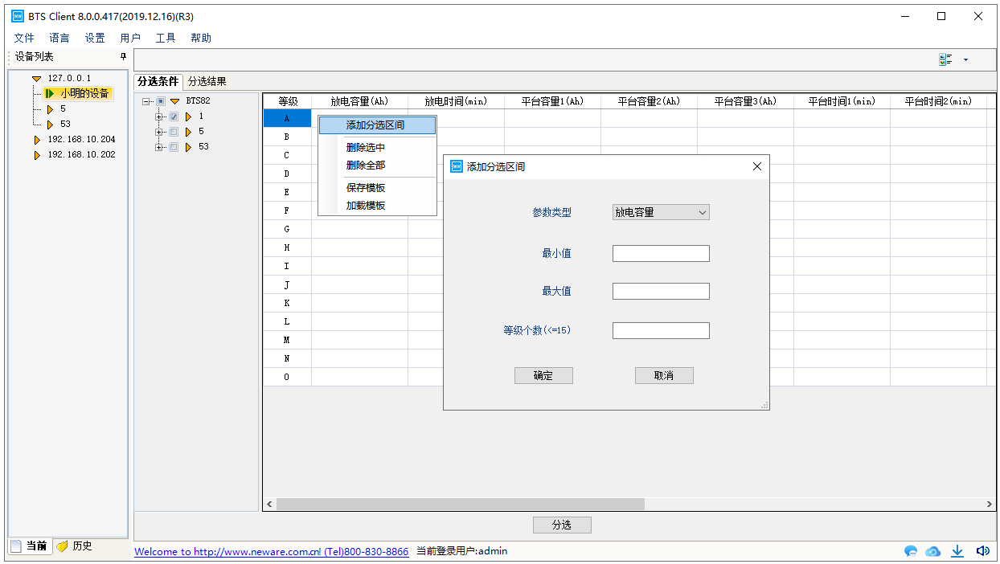 BTS Client 8.0.0.417(2019.12.16)(R3)
文件 语言 设置 用户 工具 帮助
设备列表
127.0.0.1
小明的设备
5
53
192.168.10.204
192.168.10.202
当前 历史
分选条件 分选结果
BTS82
1
5
53
等级 放电容量(Ah) 放电时间(min) 平台容量1(Ah) 平台容量2(Ah) 平台容量3(Ah) 平台时间1(min) 平台时间2(min)
A
B
C
D
E
F
G
H
I
J
K
L
M
N
O
添加分选区间
删除选中
删除全部
保存模板
加载模板
添加分选区间
参数类型 放电容量
最小值
最大值
等级个数(<=15)
确定 取消
分选
Welcome to http://www.neware.com.cn! (Tel)800-830-8866 当前登录用户:admin